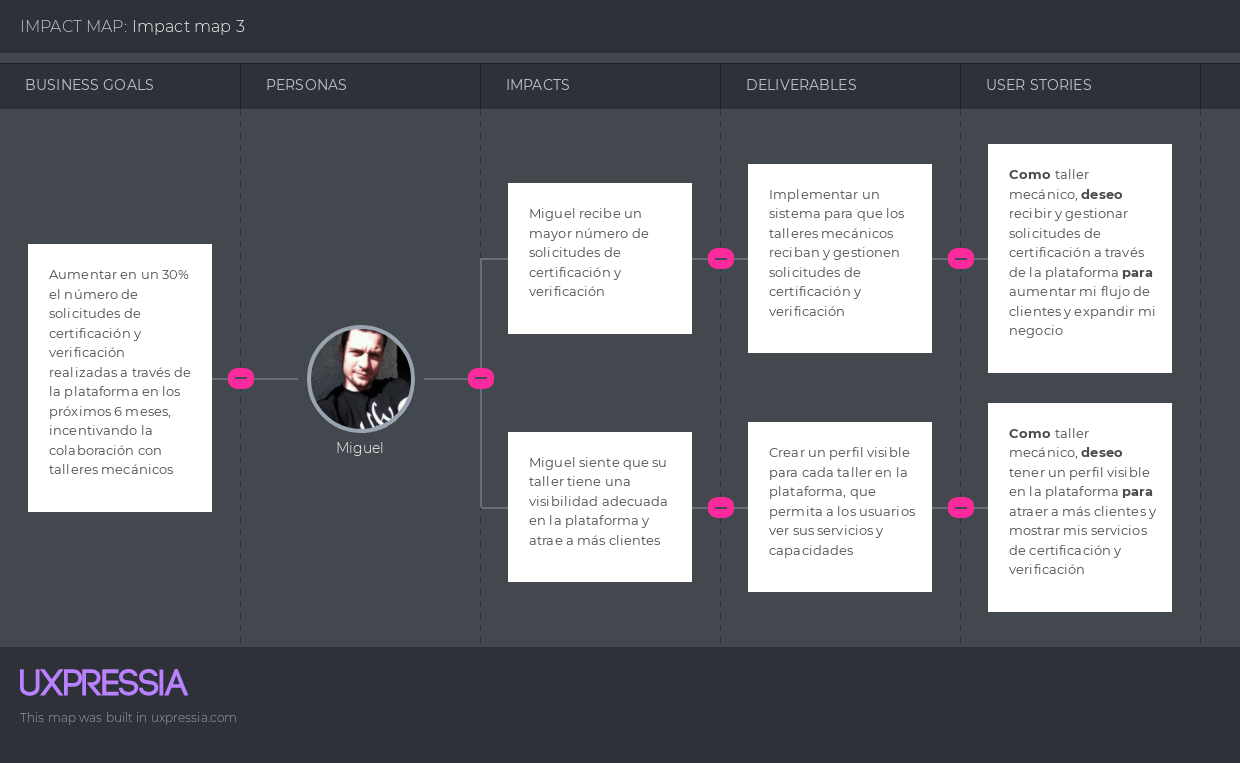 IMPACT MAP: Impact map 3
BUSINESS GOALS
PERSONAS
IMPACTS
DELIVERABLES
USER STORIES
Aumentar en un 30%
el número de
solicitudes de
certificación y
verificación
realizadas a través de
la plataforma en los
próximos 6 meses,
incentivando la
colaboración con
talleres mecánicos
Miguel
Miguel recibe un
mayor número de
solicitudes de
certificación y
verificación
Implementar un
sistema para que los
talleres mecánicos
reciban y gestionen
solicitudes de
certificación y
verificación
Como taller
mecánico, deseo
recibir y gestionar
solicitudes de
certificación a través
de la plataforma para
aumentar mi flujo de
clientes y expandir mi
negocio
Miguel siente que su
taller tiene una
visibilidad adecuada
en la plataforma y
atrae a más clientes
Crear un perfil visible
para cada taller en la
plataforma, que
permita a los usuarios
ver sus servicios y
capacidades
Como taller
mecánico, deseo
tener un perfil visible
en la plataforma para
atraer a más clientes y
mostrar mis servicios
de certificación y
verificación
UXPRESSIA
This map was built in uxpressia.com